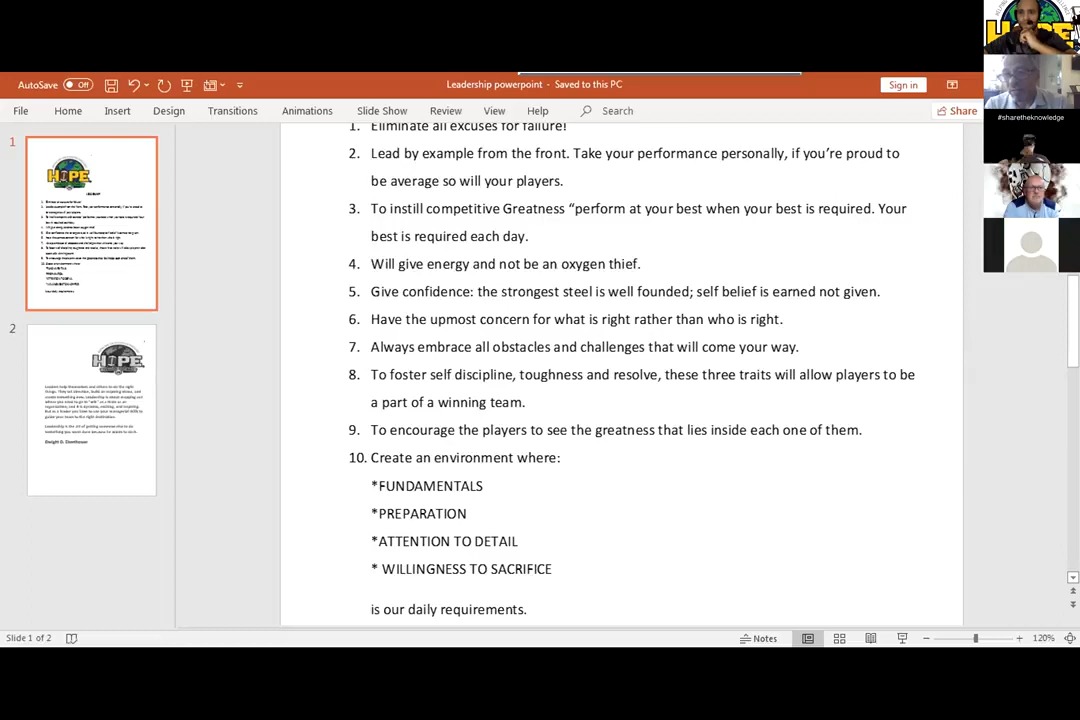 AutoSave Off
Leadership powerpoint - Saved to this PC
Sign in
File Home Insert Design Transitions Animations Slide Show Review View Help Search Share
1. Eliminate all excuses for failure!
2. Lead by example from the front. Take your performance personally, if you're proud to
be average so will your players.
3. To instill competitive Greatness “perform at your best when your best is required. Your
best is required each day.
4. Will give energy and not be an oxygen thief.
5. Give confidence: the strongest steel is well founded; self belief is earned not given.
6. Have the upmost concern for what is right rather than who is right.
7. Always embrace all obstacles and challenges that will come your way.
8. To foster self discipline, toughness and resolve, these three traits will allow players to be
a part of a winning team.
9. To encourage the players to see the greatness that lies inside each one of them.
10. Create an environment where:
*FUNDAMENTALS
*PREPARATION
*ATTENTION TO DETAIL
* WILLINGNESS TO SACRIFICE
is our daily requirements.
1
HOPE
2
HOPE
Dwight D. Eisenhower
#sharetheknowledge
Slide 1 of 2
Notes
120%